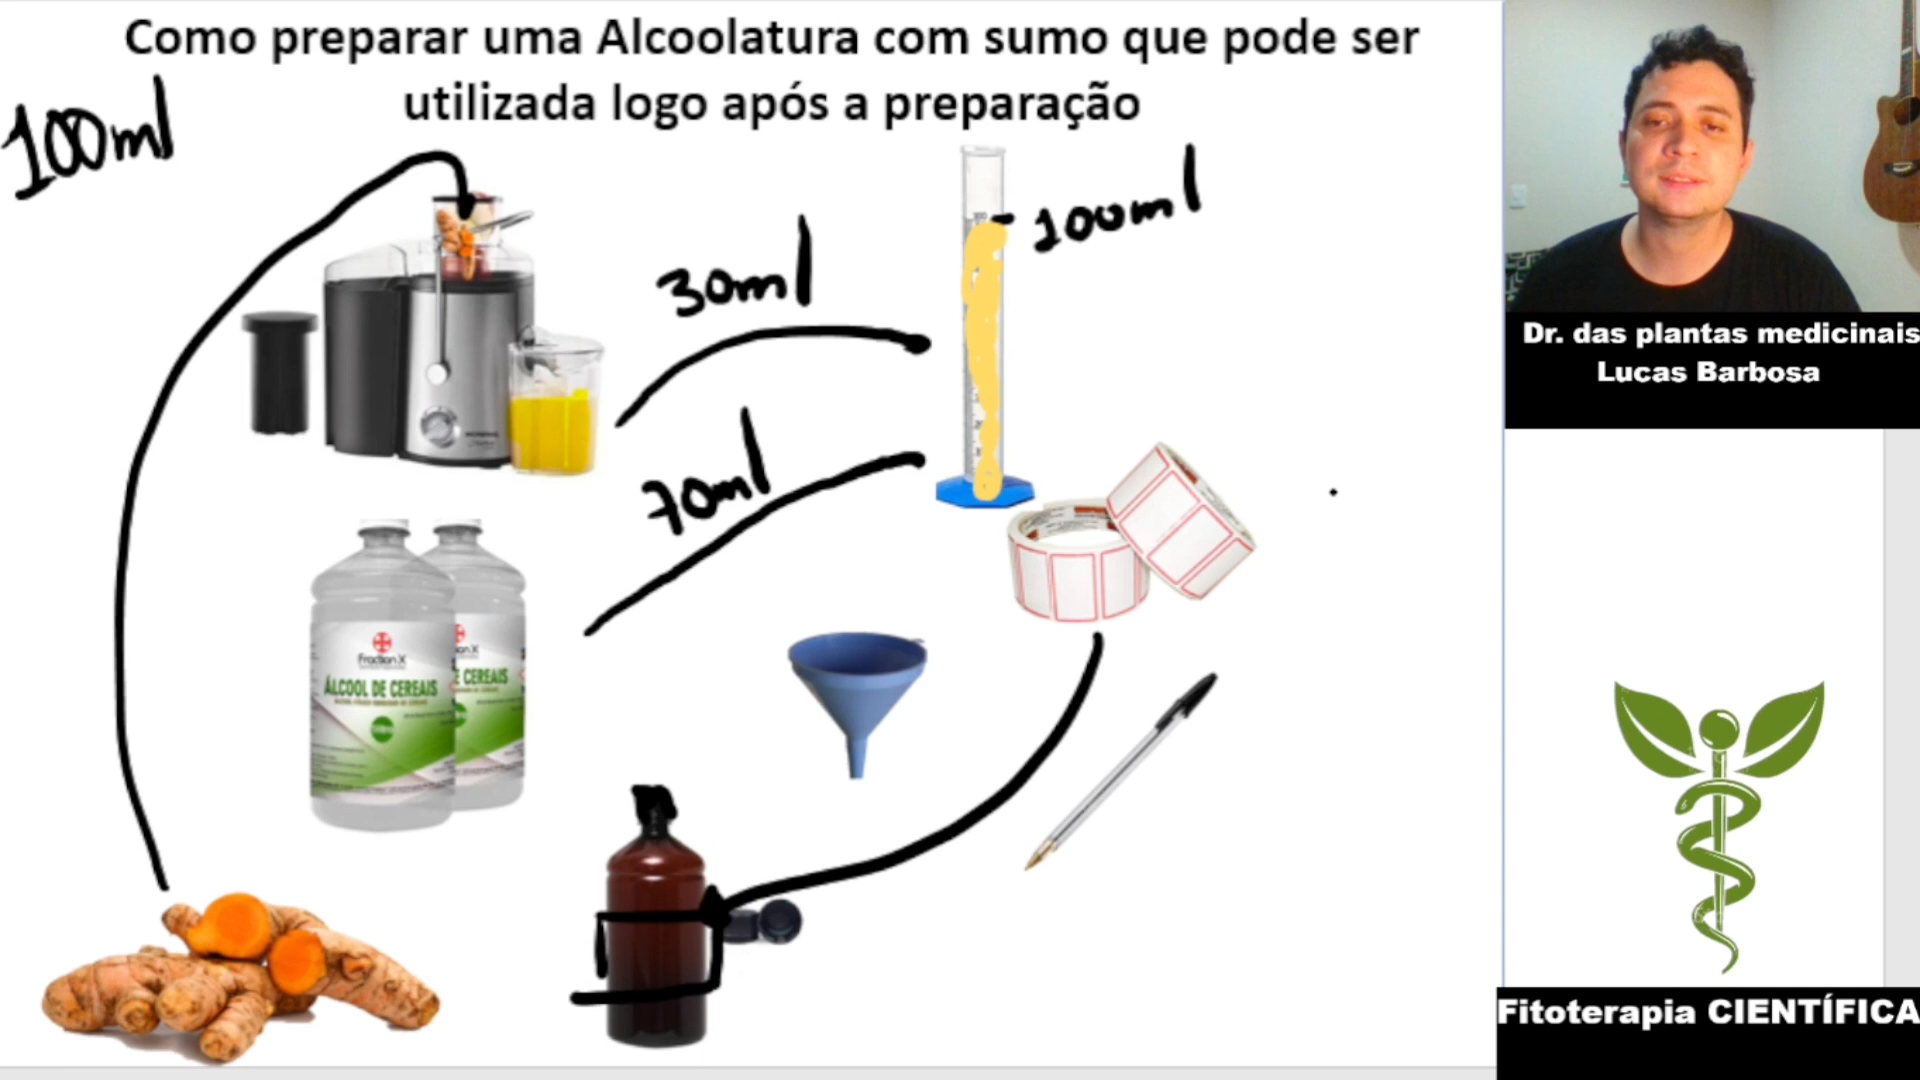 Como preparar uma Alcoolatura com sumo que pode ser
utilizada logo após a preparação
100ml
100ml
30ml
70ml
Fraction X
ÁLCOOL DE CEREAIS
E CEREAIS
Dr. das plantas medicinais
Lucas Barbosa
Fitoterapia CIENTÍFICA